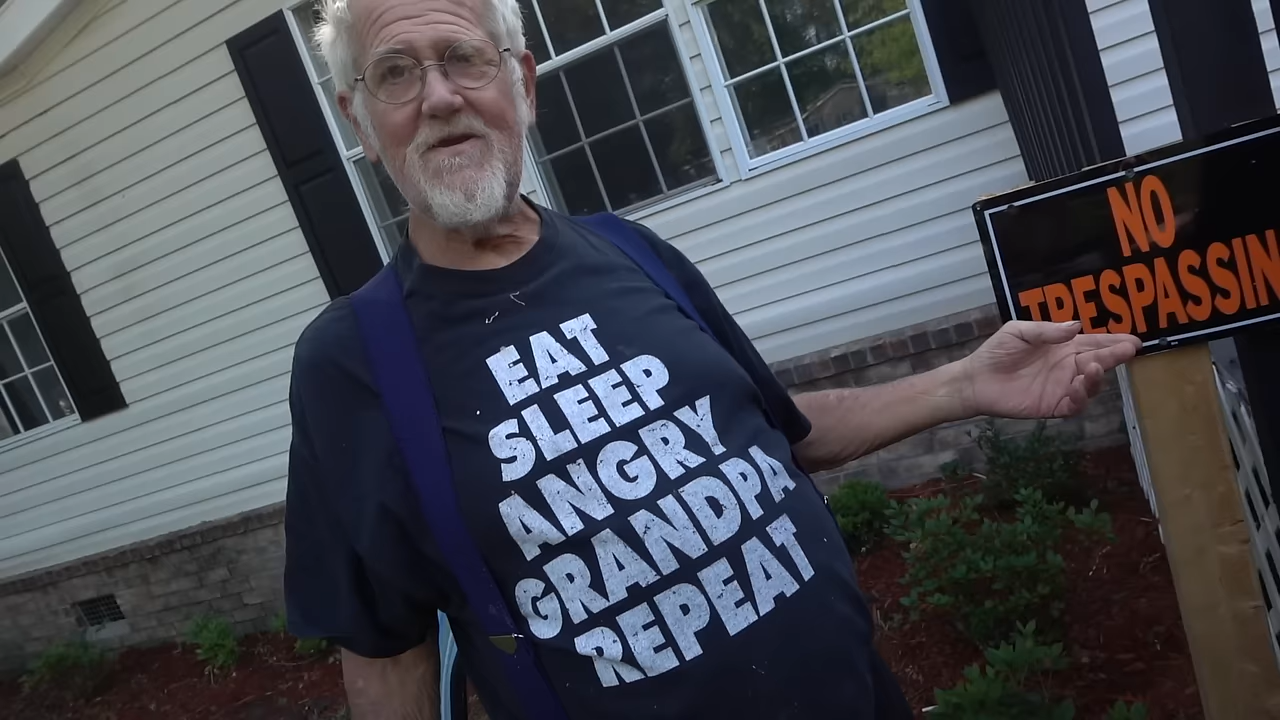 EAT
SLEEP
ANGRY
GRANDPA
REPEAT
NO
TRESPASSIN